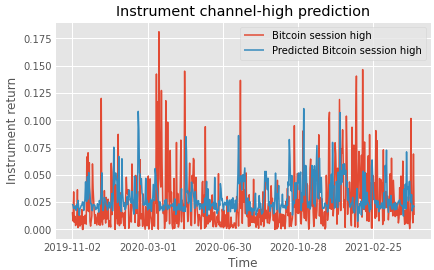 Instrument channel-high prediction
Bitcoin session high
Predicted Bitcoin session high
Instrument return
0.175
0.150
0.125
0.100
0.075
0.050
0.025
0.000
2019-11-02 2020-03-01 2020-06-30 2020-10-28 2021-02-25
Time